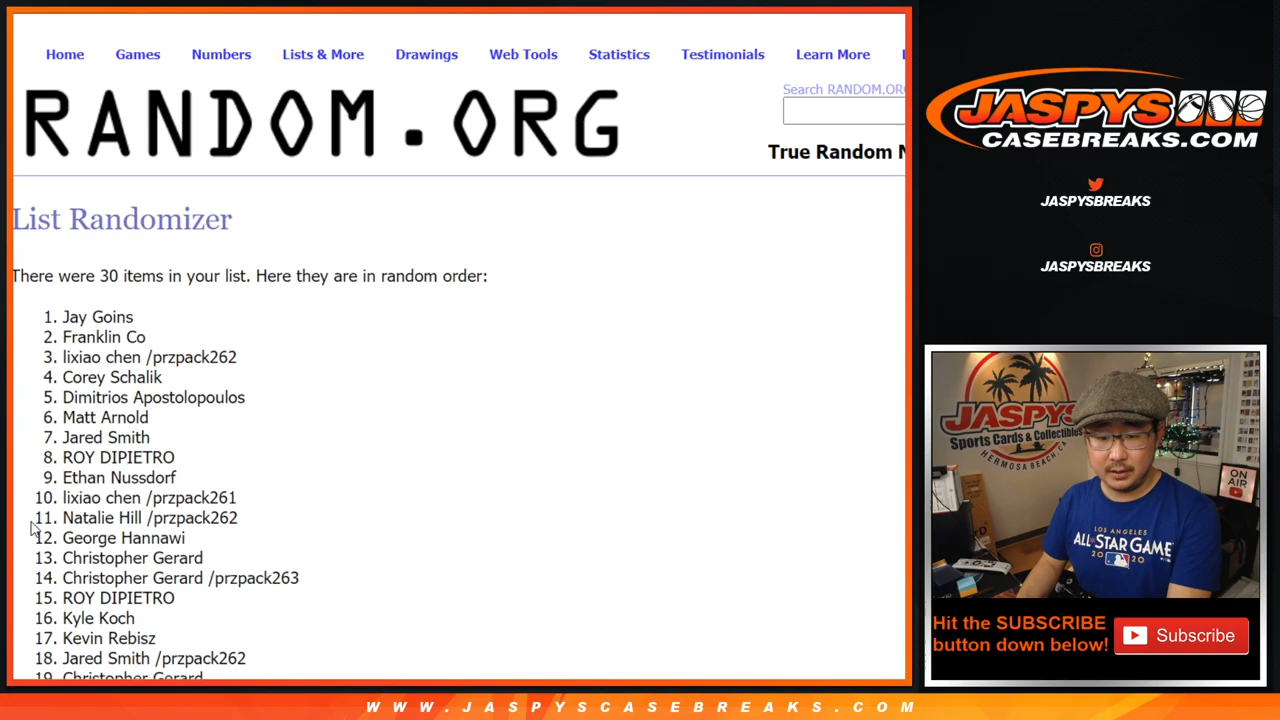 Home Games Numbers Lists & More Drawings Web Tools Statistics Testimonials Learn More
RANDOM.ORG
Search RANDOM.ORG
True Random N
List Randomizer
There were 30 items in your list. Here they are in random order:
1. Jay Goins
2. Franklin Co
3. lixiao chen /przpack262
4. Corey Schalik
5. Dimitrios Apostolopoulos
6. Matt Arnold
7. Jared Smith
8. ROY DIPIETRO
9. Ethan Nussdorf
10. lixiao chen /przpack261
11. Natalie Hill /przpack262
12. George Hannawi
13. Christopher Gerard
14. Christopher Gerard /przpack263
15. ROY DIPIETRO
16. Kyle Koch
17. Kevin Rebisz
18. Jared Smith /przpack262
19. Christopher Gerard
JASPYS
CASEBREAKS.COM
JASPYSBREAKS
JASPYSBREAKS
JASPYS
Sports Cards & Collectibles
HERMOSA BEACH,
ON AIR
LOS ANGELES
ALL-STAR GAME
2020
Hit the SUBSCRIBE
button down below!
Subscribe
WWW.JASPYSCASEBREAKS.COM